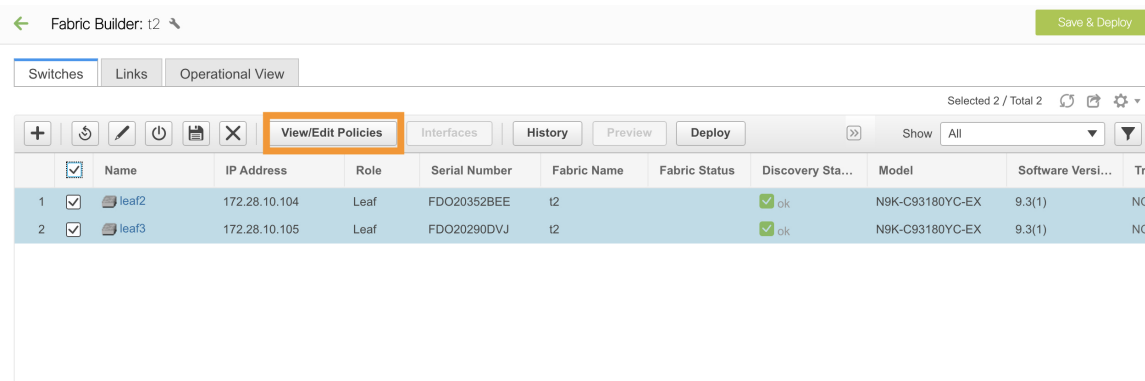 Fabric Builder: t2
Save & Deploy
Switches Links Operational View
Selected 2 / Total 2
View/Edit Policies Interfaces History Preview Deploy Show All
Name IP Address Role Serial Number Fabric Name Fabric Status Discovery Sta... Model Software Versi... Tr
1 leaf2 172.28.10.104 Leaf FDO20352BEE t2 ok N9K-C93180YC-EX 9.3(1) NO
2 leaf3 172.28.10.105 Leaf FDO20290DVJ t2 ok N9K-C93180YC-EX 9.3(1) NO